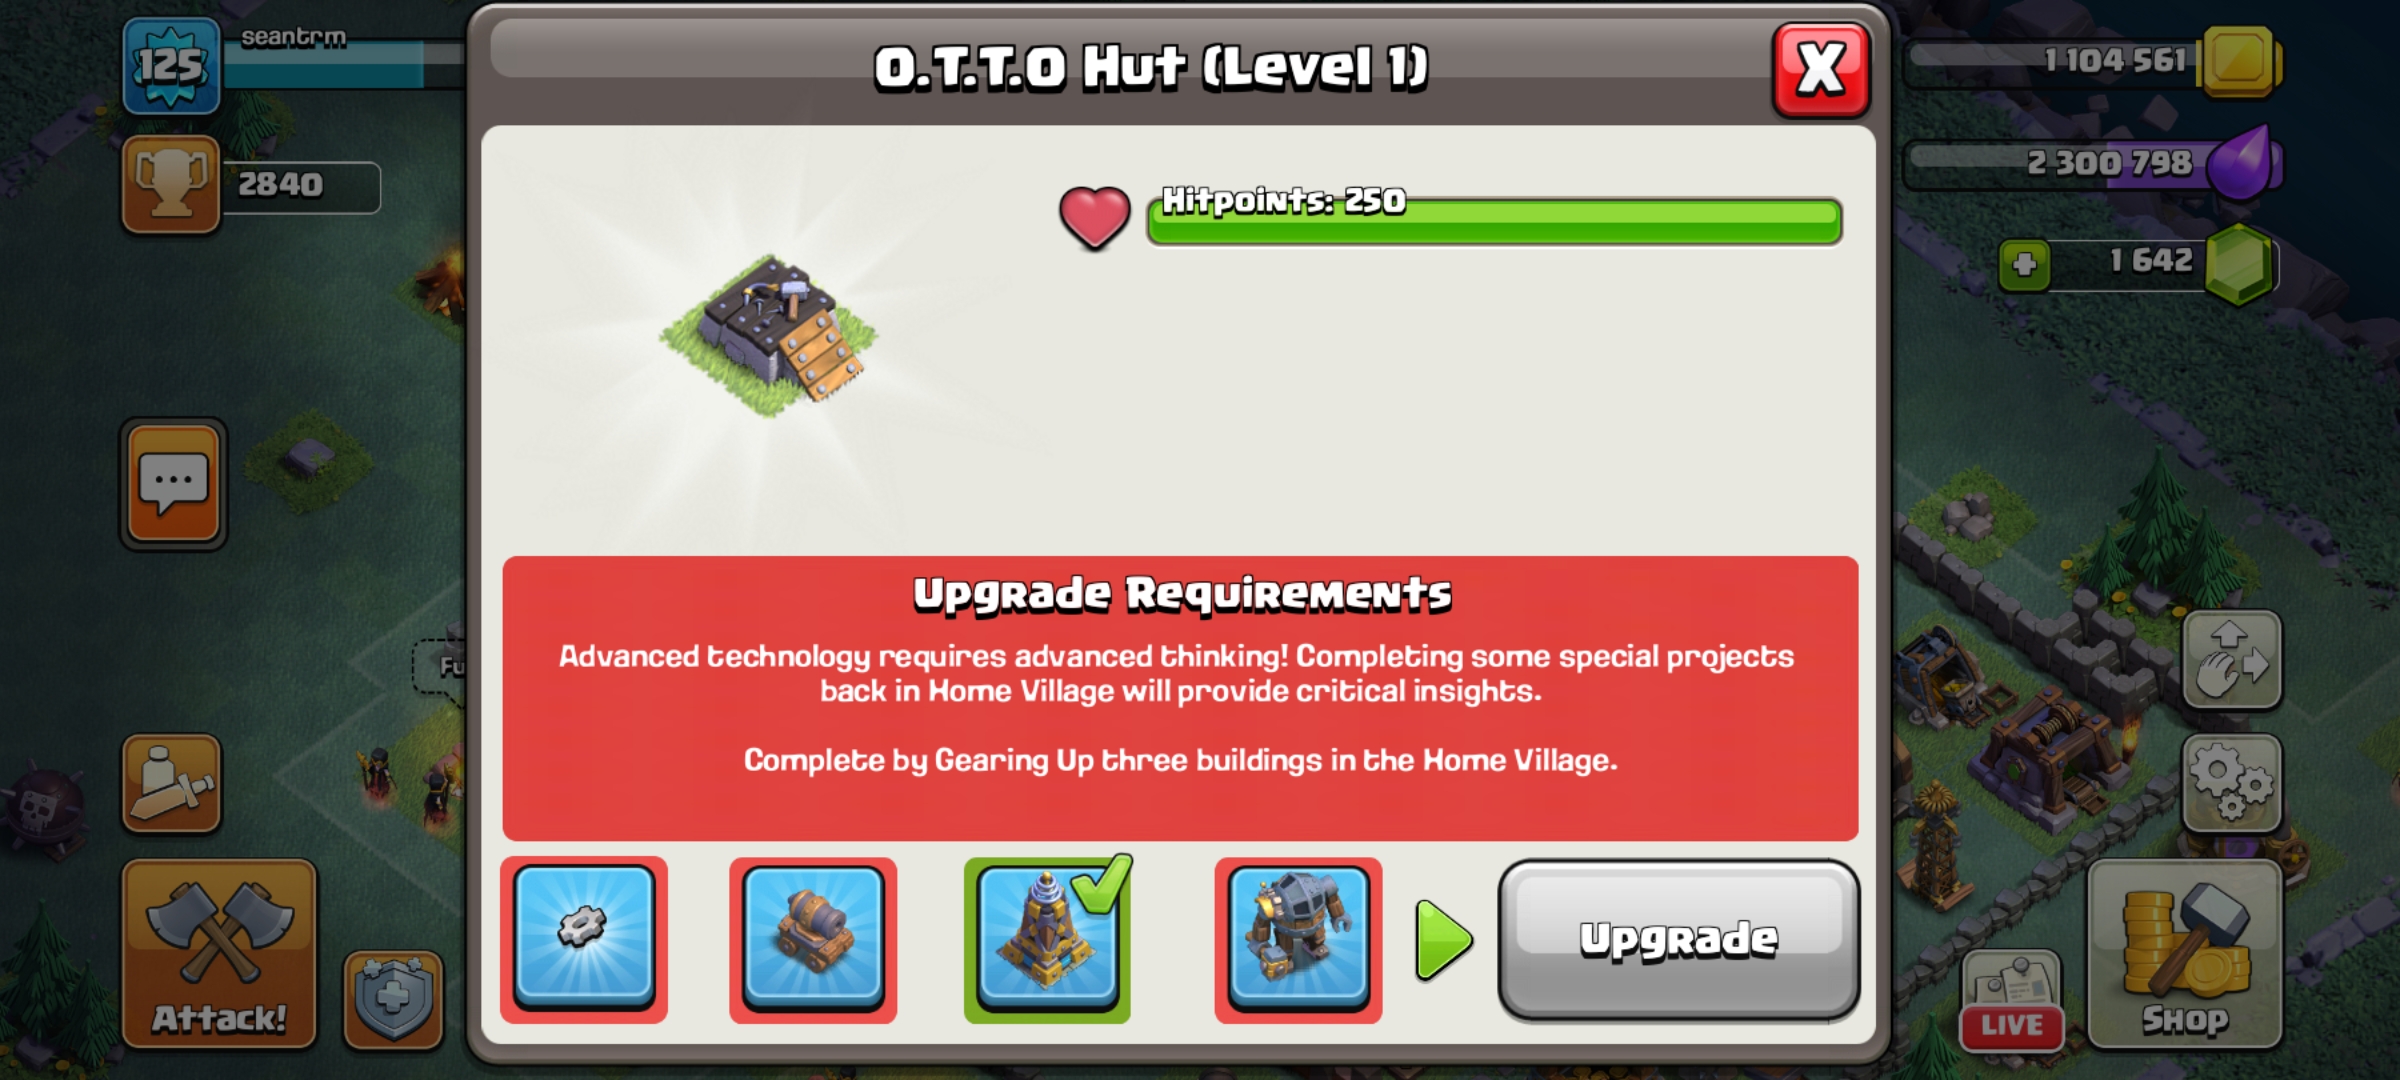 125
seantrm
O.T.T.O Hut (Level 1)
X
1 104 561
2840
2 300 798
Hitpoints: 250
1 642
Upgrade Requirements
Advanced technology requires advanced thinking! Completing some special projects
back in Home Village will provide critical insights.
Complete by Gearing Up three buildings in the Home Village.
Fu
Attack!
Upgrade
LIVE
Shop